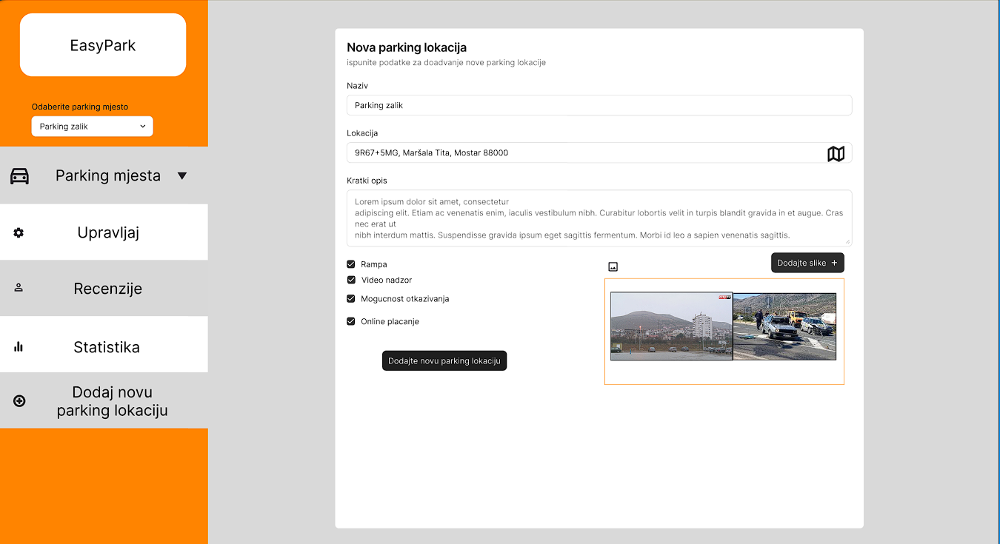 EasyPark
Odaberite parking mjesto
Parking zalik
Parking mjesta
Upravljaj
Recenzije
Statistika
Dodaj novu
parking lokaciju
Nova parking lokacija
ispunite podatke za doadvanje nove parking lokacije
Naziv
Parking zalik
Lokacija
9R67+5MG, Maršala Tita, Mostar 88000
Kratki opis
Lorem ipsum dolor sit amet, consectetur
adipiscing elit. Etiam ac venenatis enim, iaculis vestibulum nibh. Curabitur lobortis velit in turpis blandit gravida in et augue. Cras
nec erat ut
nibh interdum mattis. Suspendisse gravida ipsum eget sagittis fermentum. Morbi id leo a sapien venenatis sagittis.
Rampa
Video nadzor
Mogucnost otkazivanja
Online placanje
Dodajte slike +
Dodajte novu parking lokaciju